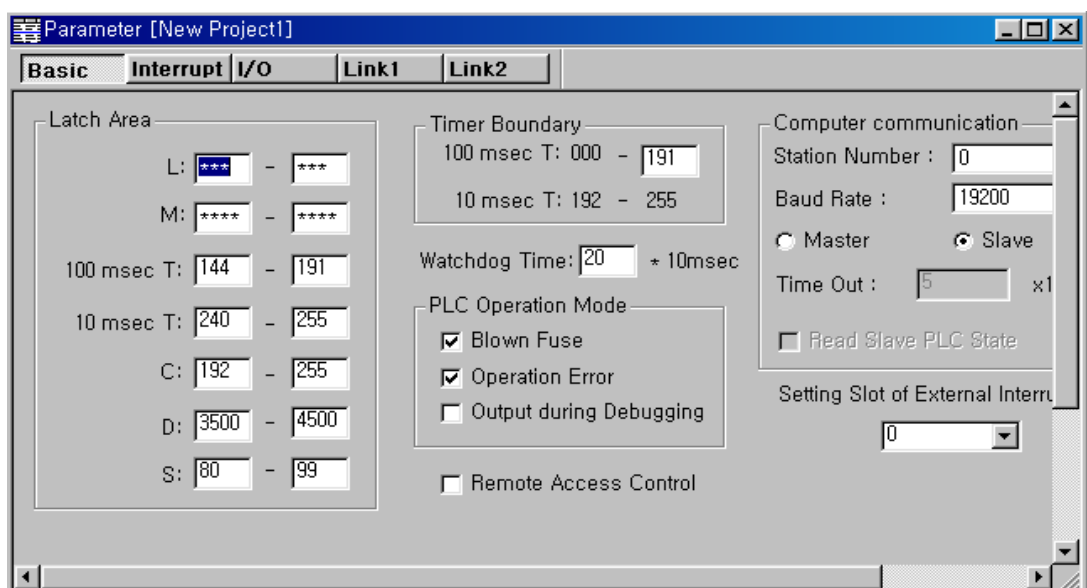 Parameter [New Project1]
Basic Interrupt I/O Link1 Link2
Latch Area
L: *** - ***
M: **** - ****
100 msec T: 144 - 191
10 msec T: 240 - 255
C: 192 - 255
D: 3500 - 4500
S: 80 - 99
Timer Boundary
100 msec T: 000 - 191
10 msec T: 192 - 255
Watchdog Time: 20 * 10msec
PLC Operation Mode
Blown Fuse
Operation Error
Output during Debugging
Remote Access Control
Computer communication
Station Number : 0
Baud Rate : 19200
Master Slave
Time Out : 5 x1
Read Slave PLC State
Setting Slot of External Interru
0